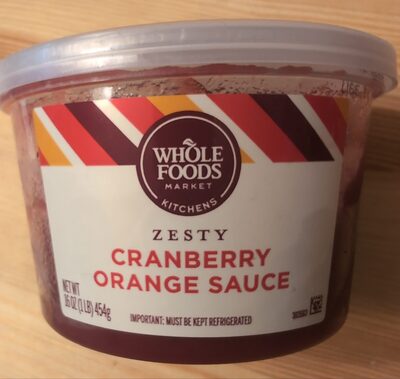 WHOLE
FOODS
MARKET
KITCHENS
ZESTY
CRANBERRY
ORANGE SAUCE
NET WT
16 OZ (1 LB) 454g
IMPORTANT: MUST BE KEPT REFRIGERATED